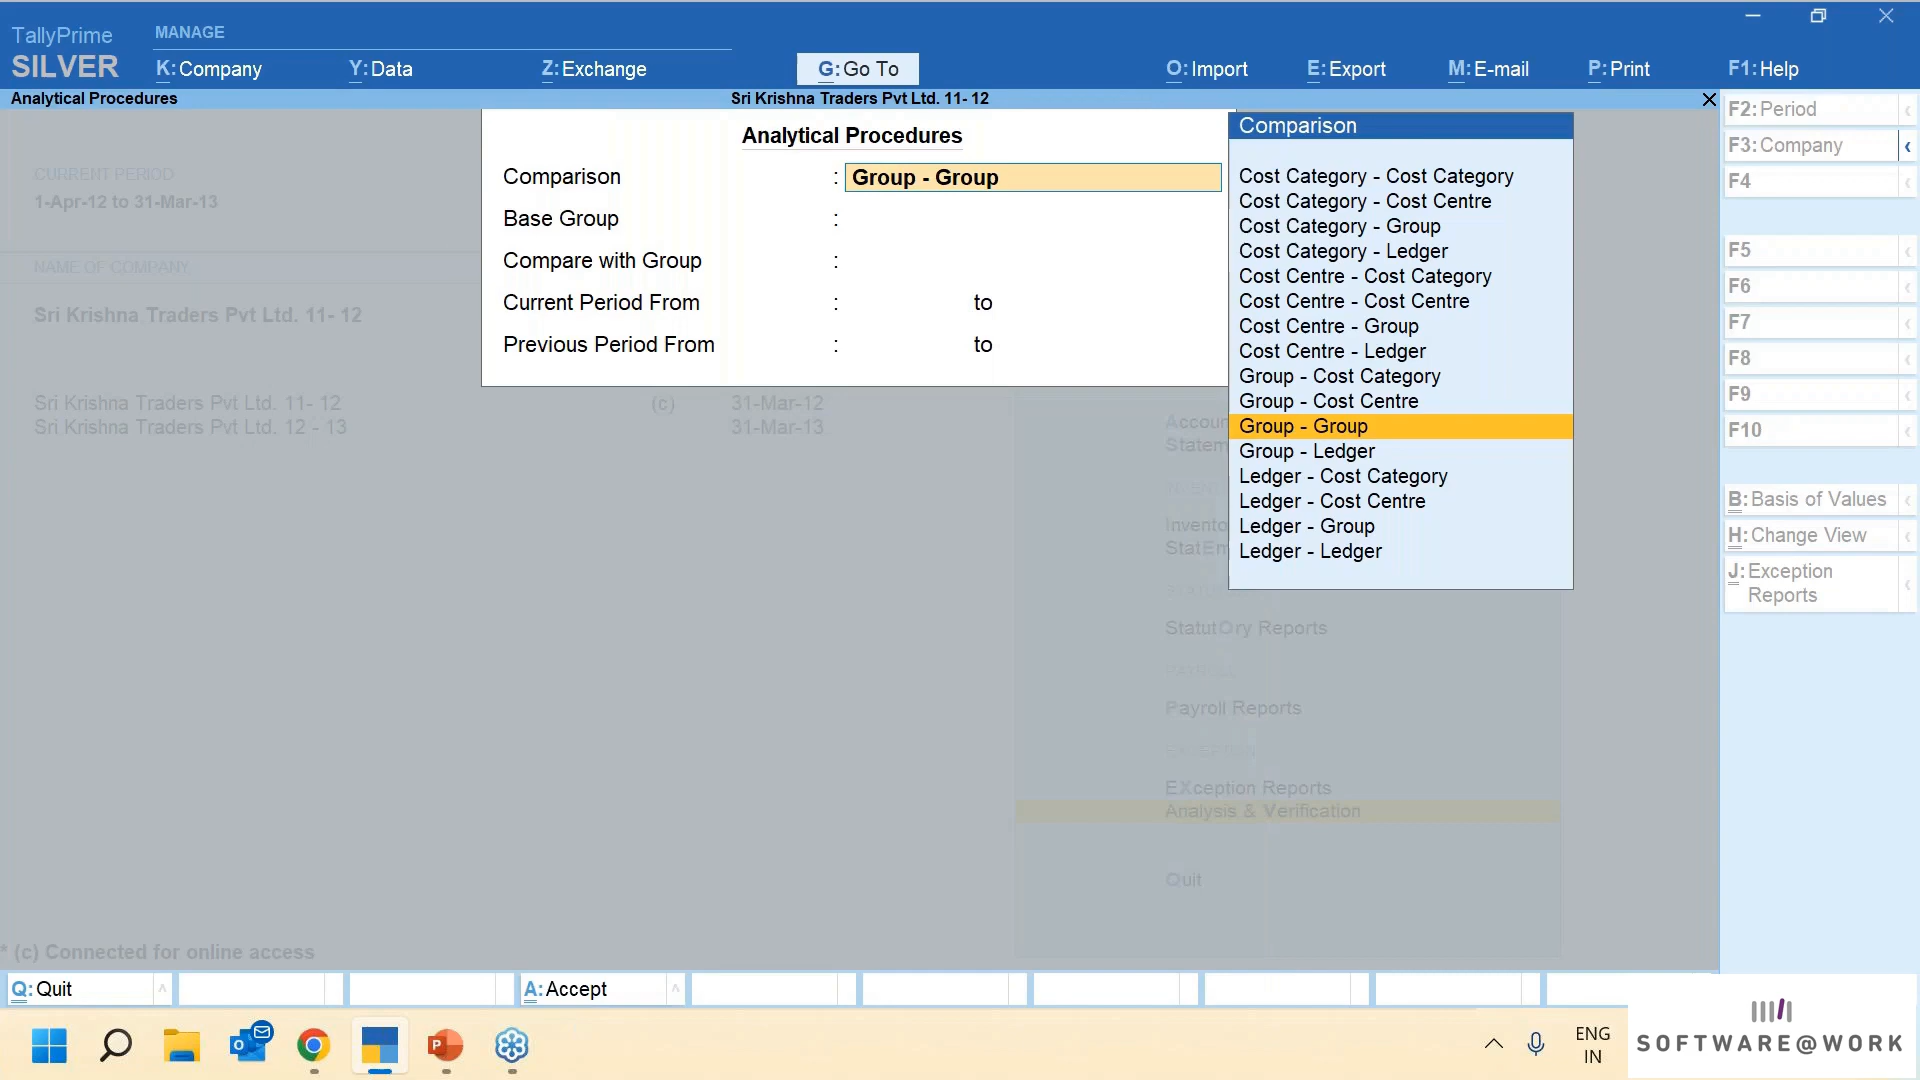 TallyPrime
SILVER
MANAGE
K: Company
Y: Data
Z: Exchange
G: Go To
O: Import
E: Export
M: E-mail
P: Print
F1: Help
Analytical Procedures
Sri Krishna Traders Pvt Ltd. 11- 12
CURRENT PERIOD
1-Apr-12 to 31-Mar-13
NAME OF COMPANY
Sri Krishna Traders Pvt Ltd. 11- 12
Sri Krishna Traders Pvt Ltd. 11- 12 (c) 31-Mar-12
Sri Krishna Traders Pvt Ltd. 12 - 13 31-Mar-13
Analytical Procedures
Comparison : Group - Group
Base Group :
Compare with Group :
Current Period From : to
Previous Period From : to
Comparison
Cost Category - Cost Category
Cost Category - Cost Centre
Cost Category - Group
Cost Category - Ledger
Cost Centre - Cost Category
Cost Centre - Cost Centre
Cost Centre - Group
Cost Centre - Ledger
Group - Cost Category
Group - Cost Centre
Group - Group
Group - Ledger
Ledger - Cost Category
Ledger - Cost Centre
Ledger - Group
Ledger - Ledger
StatutOry Reports
PAYROLL
Payroll Reports
EXCEPTION
EXception Reports
Analysis & Verification
Quit
F2: Period
F3: Company
F4
F5
F6
F7
F8
F9
F10
B: Basis of Values
H: Change View
J: Exception
Reports
* (c) Connected for online access
Q: Quit
A: Accept
ENG
IN
SOFTWARE@WORK